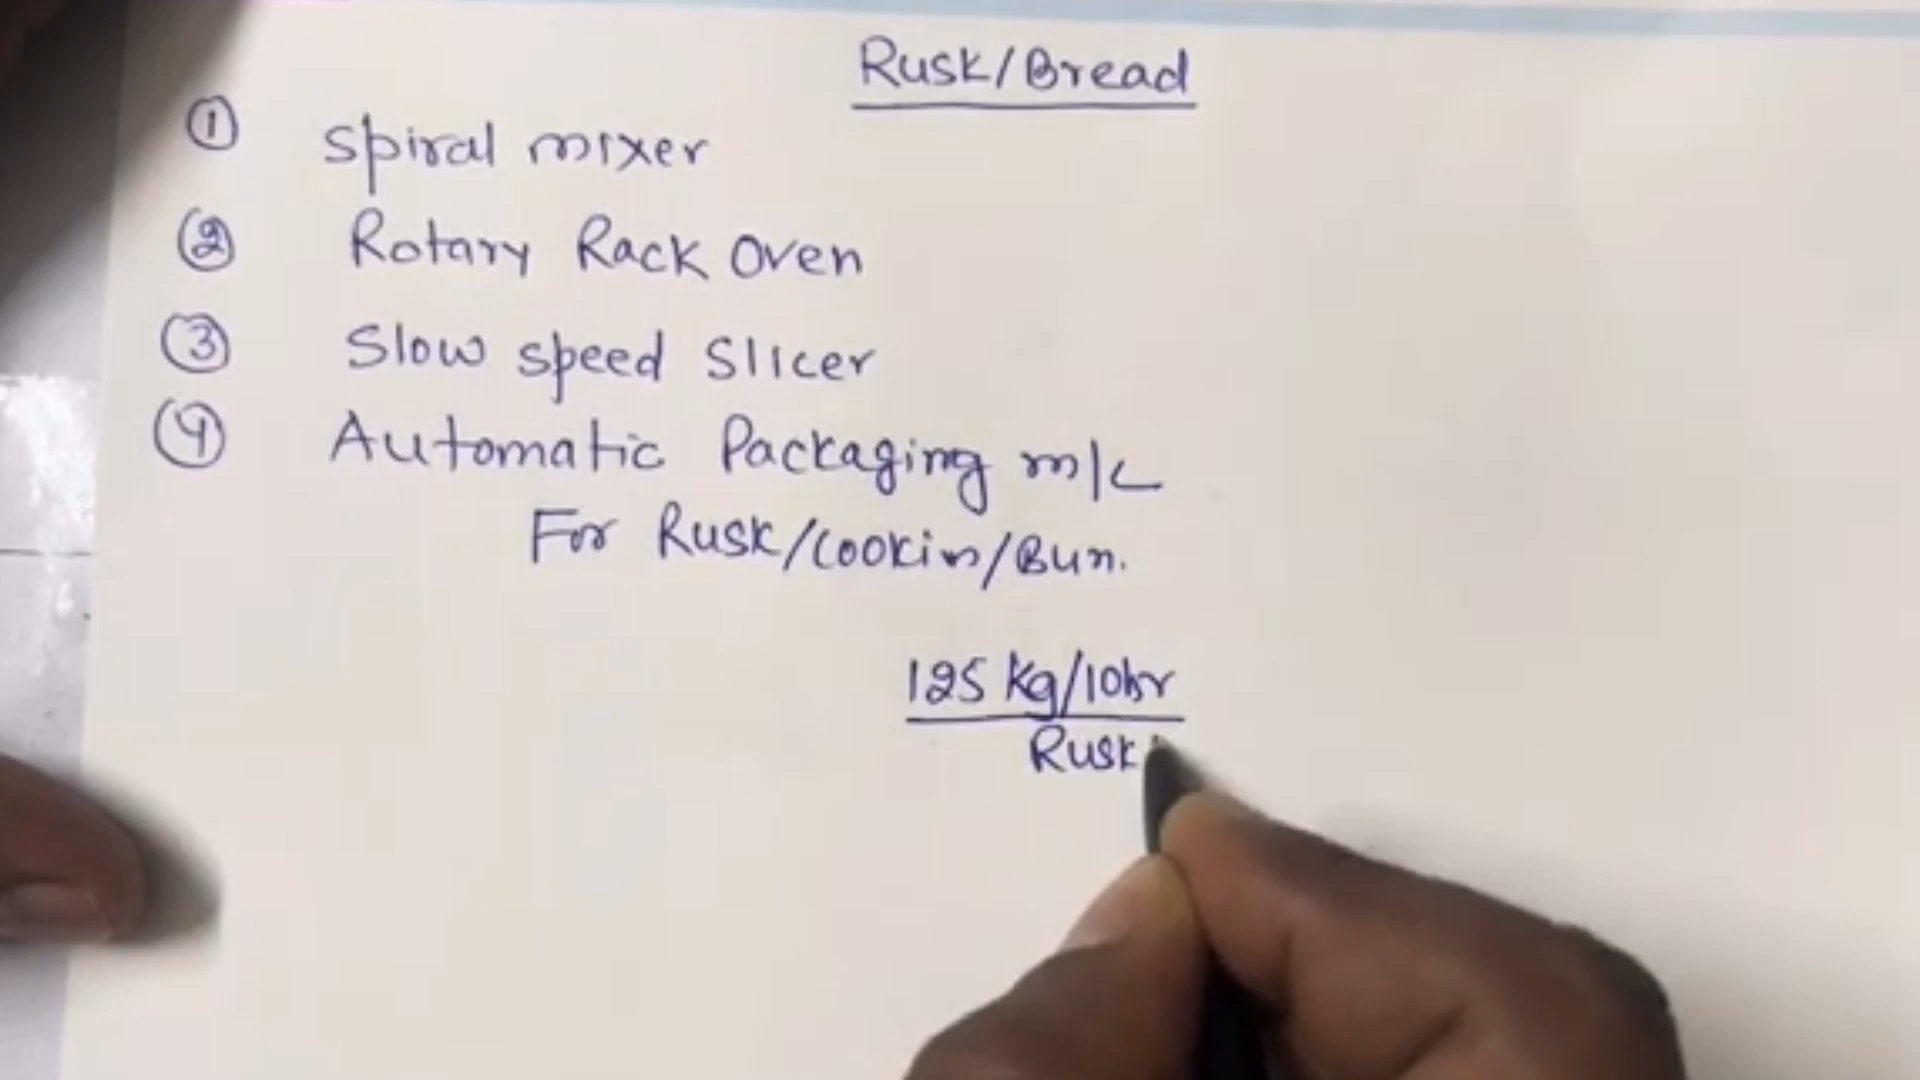 Rusk/Bread
① Spiral mixer
② Rotary Rack Oven
③ Slow speed Slicer
④ Automatic Packaging m/c
For Rusk/Cookies/Bun.
125 Kg/10hr
Rusk